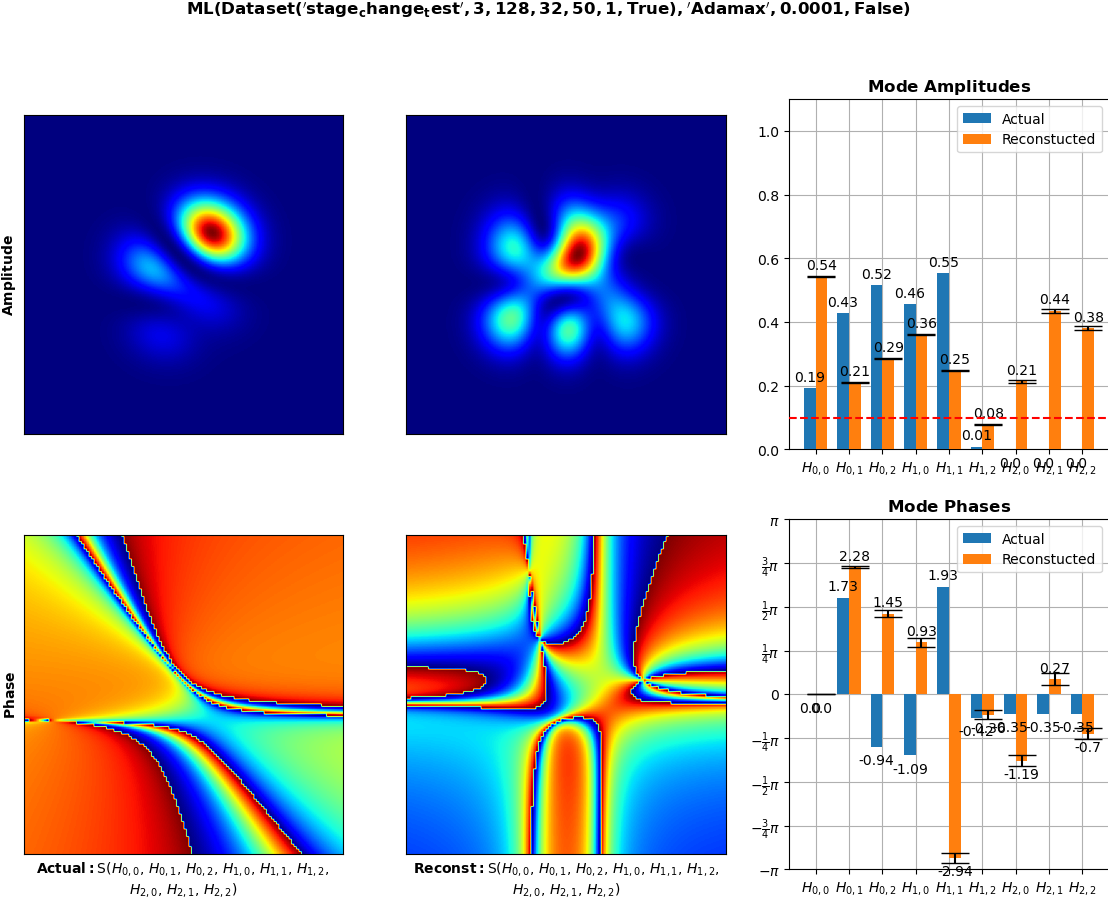 ML(Dataset('stage_change_test', 3, 128, 32, 50, 1, True), 'Adamax', 0.0001, False)
Mode Amplitudes
Actual
Reconstucted
1.0
0.8
0.6
0.4
0.2
0.0
0.19
0.54
0.43
0.21
0.52
0.29
0.46
0.36
0.55
0.25
0.01
0.08
0.0
0.21
0.0
0.44
0.0
0.38
H0,0 H0,1 H0,2 H1,0 H1,1 H1,2 H2,0 H2,1 H2,2
Amplitude
Mode Phases
Actual
Reconstucted
π
3/4π
1/2π
1/4π
0
−1/4π
−1/2π
−3/4π
−π
0.0
0.0
1.73
2.28
-0.94
1.45
-1.09
0.93
1.93
-2.94
-0.42
-0.35
-1.19
-0.35
0.27
-0.35
-0.7
H0,0 H0,1 H0,2 H1,0 H1,1 H1,2 H2,0 H2,1 H2,2
Phase
Actual: S(H0,0, H0,1, H0,2, H1,0, H1,1, H1,2,
H2,0, H2,1, H2,2)
Reconst: S(H0,0, H0,1, H0,2, H1,0, H1,1, H1,2,
H2,0, H2,1, H2,2)